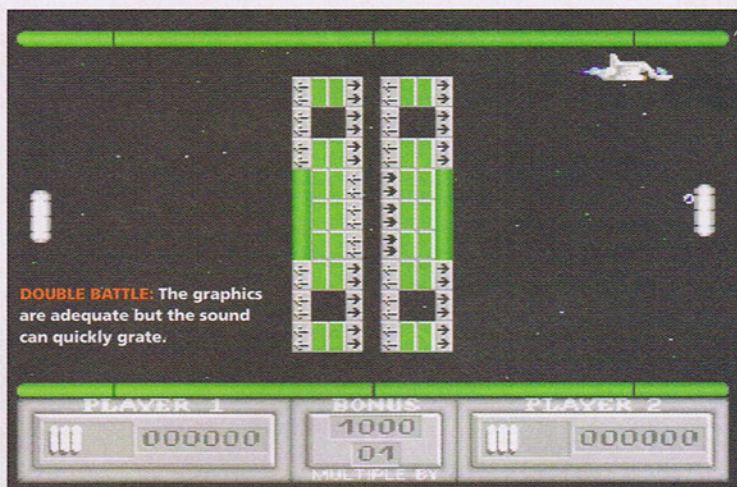 DOUBLE BATTLE: The graphics
are adequate but the sound
can quickly grate.
PLAYER 1
BONUS
PLAYER 2
000000
1000
01
000000
MULTIPLE BY